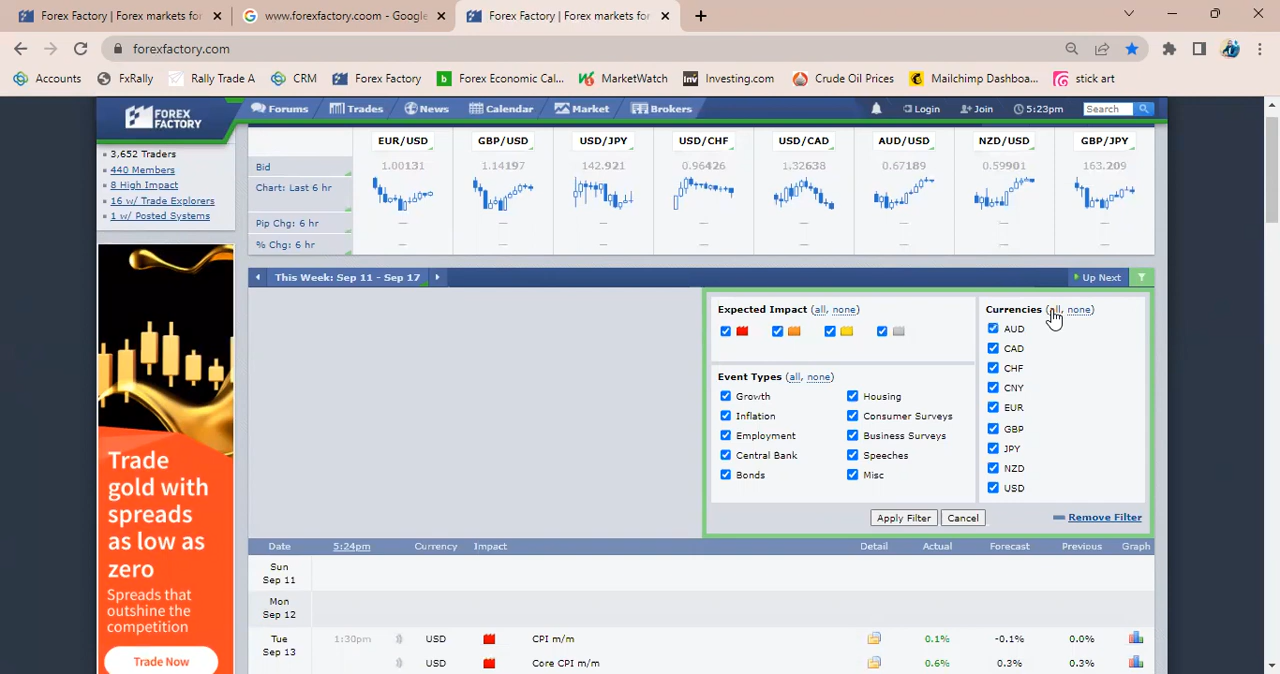 Forex Factory | Forex markets for
www.forexfactory.coom - Google
Forex Factory | Forex markets for
forexfactory.com
Accounts
FxRally
Rally Trade A
CRM
Forex Factory
Forex Economic Cal...
MarketWatch
Investing.com
Crude Oil Prices
Mailchimp Dashboa...
stick art
FOREX
FACTORY
Forums
Trades
News
Calendar
Market
Brokers
Login
Join
5:23pm
Search
3,652 Traders
440 Members
8 High Impact
16 w/ Trade Explorers
1 w/ Posted Systems
EUR/USD GBP/USD USD/JPY USD/CHF USD/CAD AUD/USD NZD/USD GBP/JPY
Bid 1.00131 1.14197 142.921 0.96426 1.32638 0.67189 0.59901 163.209
Chart: Last 6 hr
Pip Chg: 6 hr — — — — — — — —
% Chg: 6 hr — — — — — — — —
This Week: Sep 11 - Sep 17
Up Next
Expected Impact (all, none)
Event Types (all, none)
Growth Housing
Inflation Consumer Surveys
Employment Business Surveys
Central Bank Speeches
Bonds Misc
Currencies (all, none)
AUD
CAD
CHF
CNY
EUR
GBP
JPY
NZD
USD
Apply Filter
Cancel
Remove Filter
Date 5:24pm Currency Impact Detail Actual Forecast Previous Graph
Sun
Sep 11
Mon
Sep 12
Tue
Sep 13
1:30pm USD CPI m/m 0.1% -0.1% 0.0%
USD Core CPI m/m 0.6% 0.3% 0.3%
Trade
gold with
spreads
as low as
zero
Spreads that
outshine the
competition
Trade Now